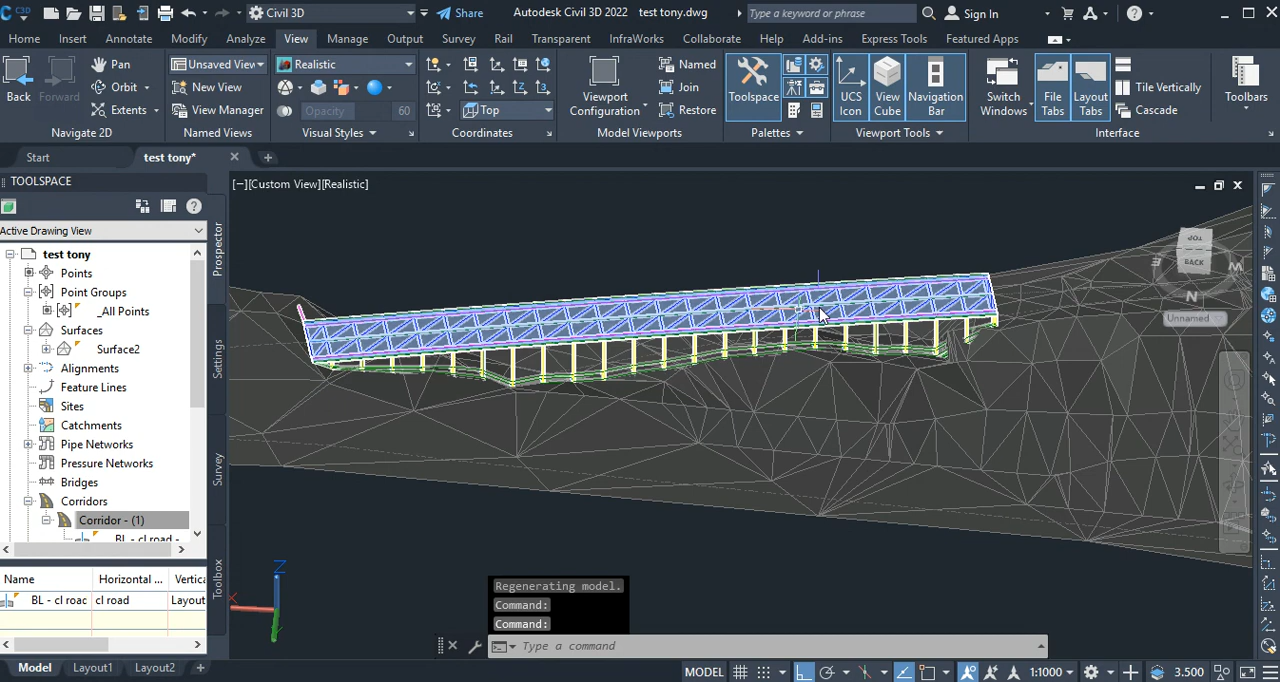 C3D Civil 3D Share Autodesk Civil 3D 2022 test tony.dwg Type a keyword or phrase Sign In
Home Insert Annotate Modify Analyze View Manage Output Survey Rail Transparent InfraWorks Collaborate Help Add-ins Express Tools Featured Apps
Back Forward Pan Orbit Extents
Navigate 2D
Unsaved View
New View
View Manager
Named Views
Realistic
Opacity 60
Visual Styles
Top
Coordinates
Viewport Configuration
Named
Join
Restore
Model Viewports
Toolspace
Palettes
UCS Icon
View Cube
Navigation Bar
Viewport Tools
Switch Windows
File Tabs
Layout Tabs
Tile Vertically
Cascade
Interface
Toolbars
Start test tony*
TOOLSPACE
Active Drawing View
test tony
Points
Point Groups
_All Points
Surfaces
Surface2
Alignments
Feature Lines
Sites
Catchments
Pipe Networks
Pressure Networks
Bridges
Corridors
Corridor - (1)
BL - cl road -
Prospector
Settings
Survey
Toolbox
Name Horizontal ... Vertica
BL - cl roac cl road Layout
[−][Custom View][Realistic]
TOP
BACK
E W
N
Unnamed
Z
X
Regenerating model.
Command:
Command:
Type a command
Model Layout1 Layout2
MODEL 1:1000 3.500